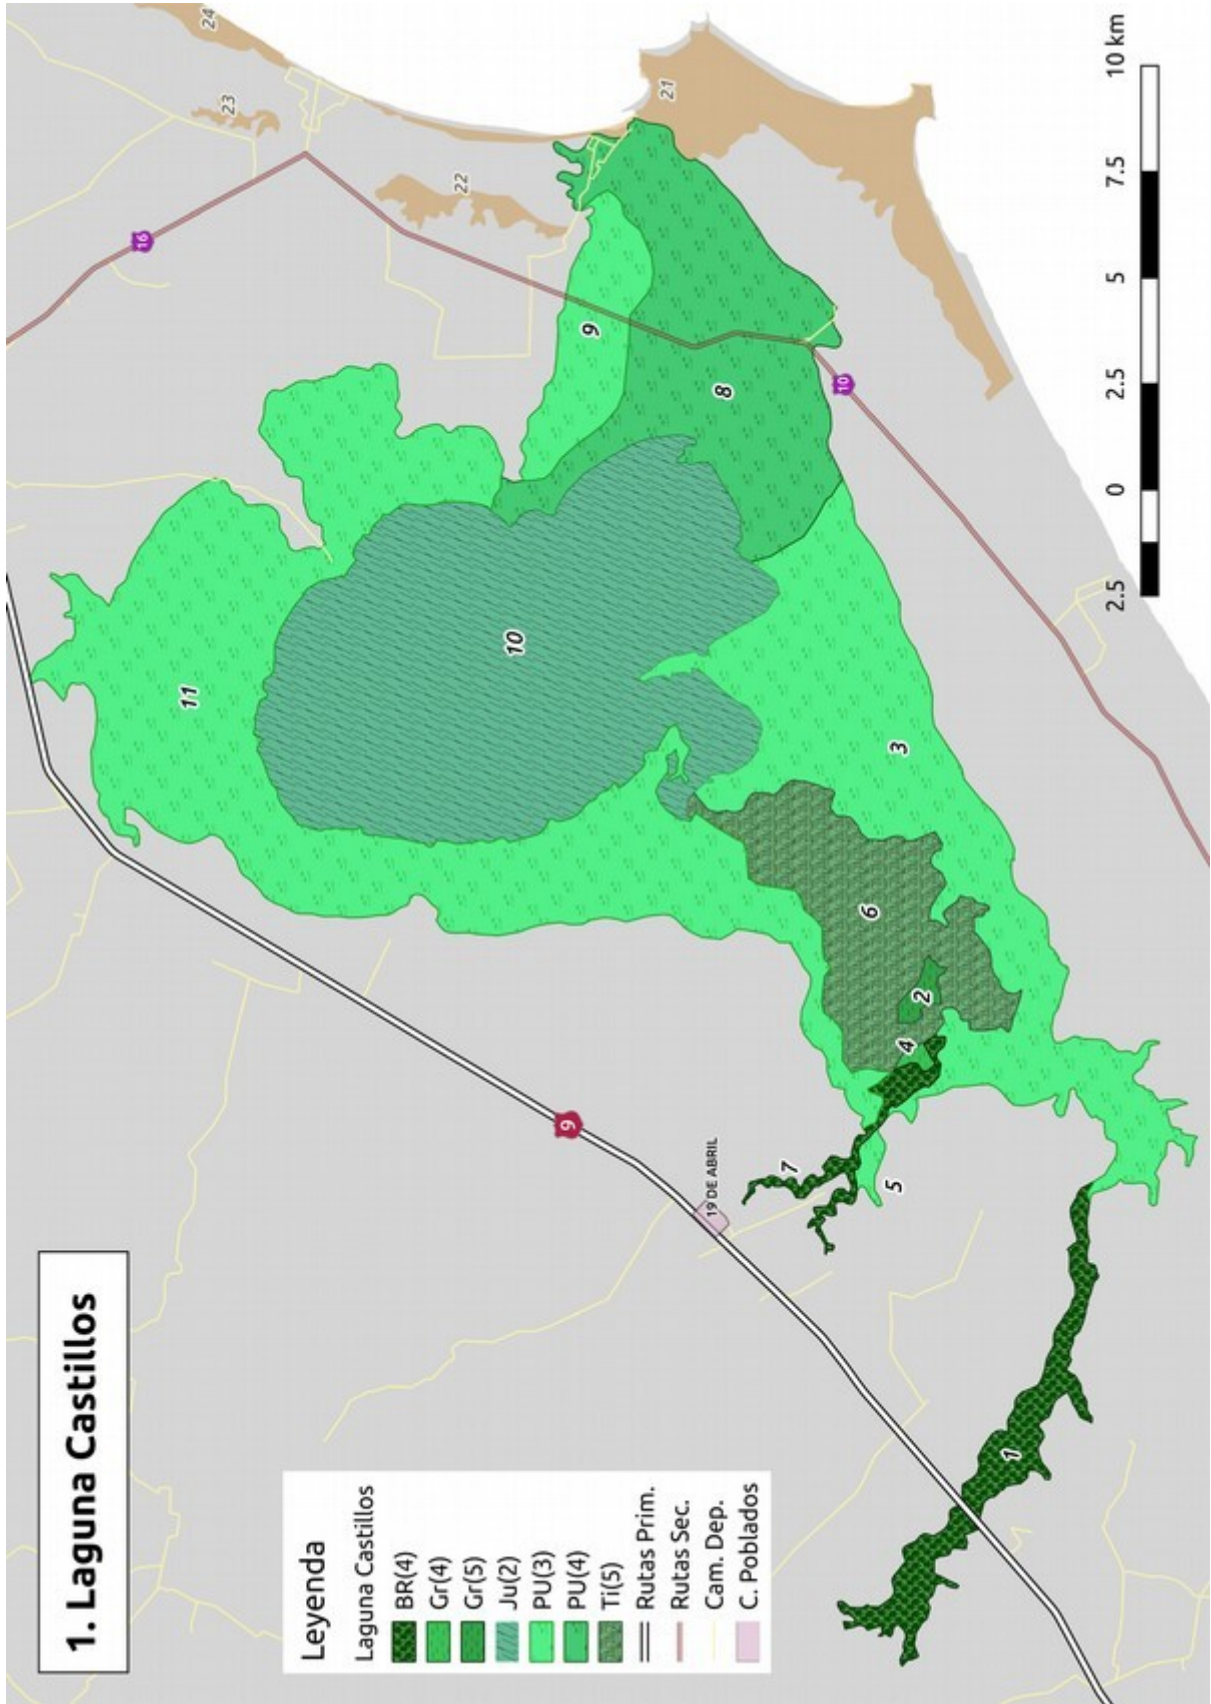 1. Laguna Castillos
Leyenda
Laguna Castillos
BR(4)
Gr(4)
Gr(5)
Ju(2)
PU(3)
PU(4)
Ti(5)
Rutas Prim.
Rutas Sec.
Cam. Dep.
C. Poblados
19 DE ABRIL
9
16
10
1
2
3
4
5
6
7
8
9
10
11
21
22
23
24
2.5
0
2.5
5
7.5
10 km